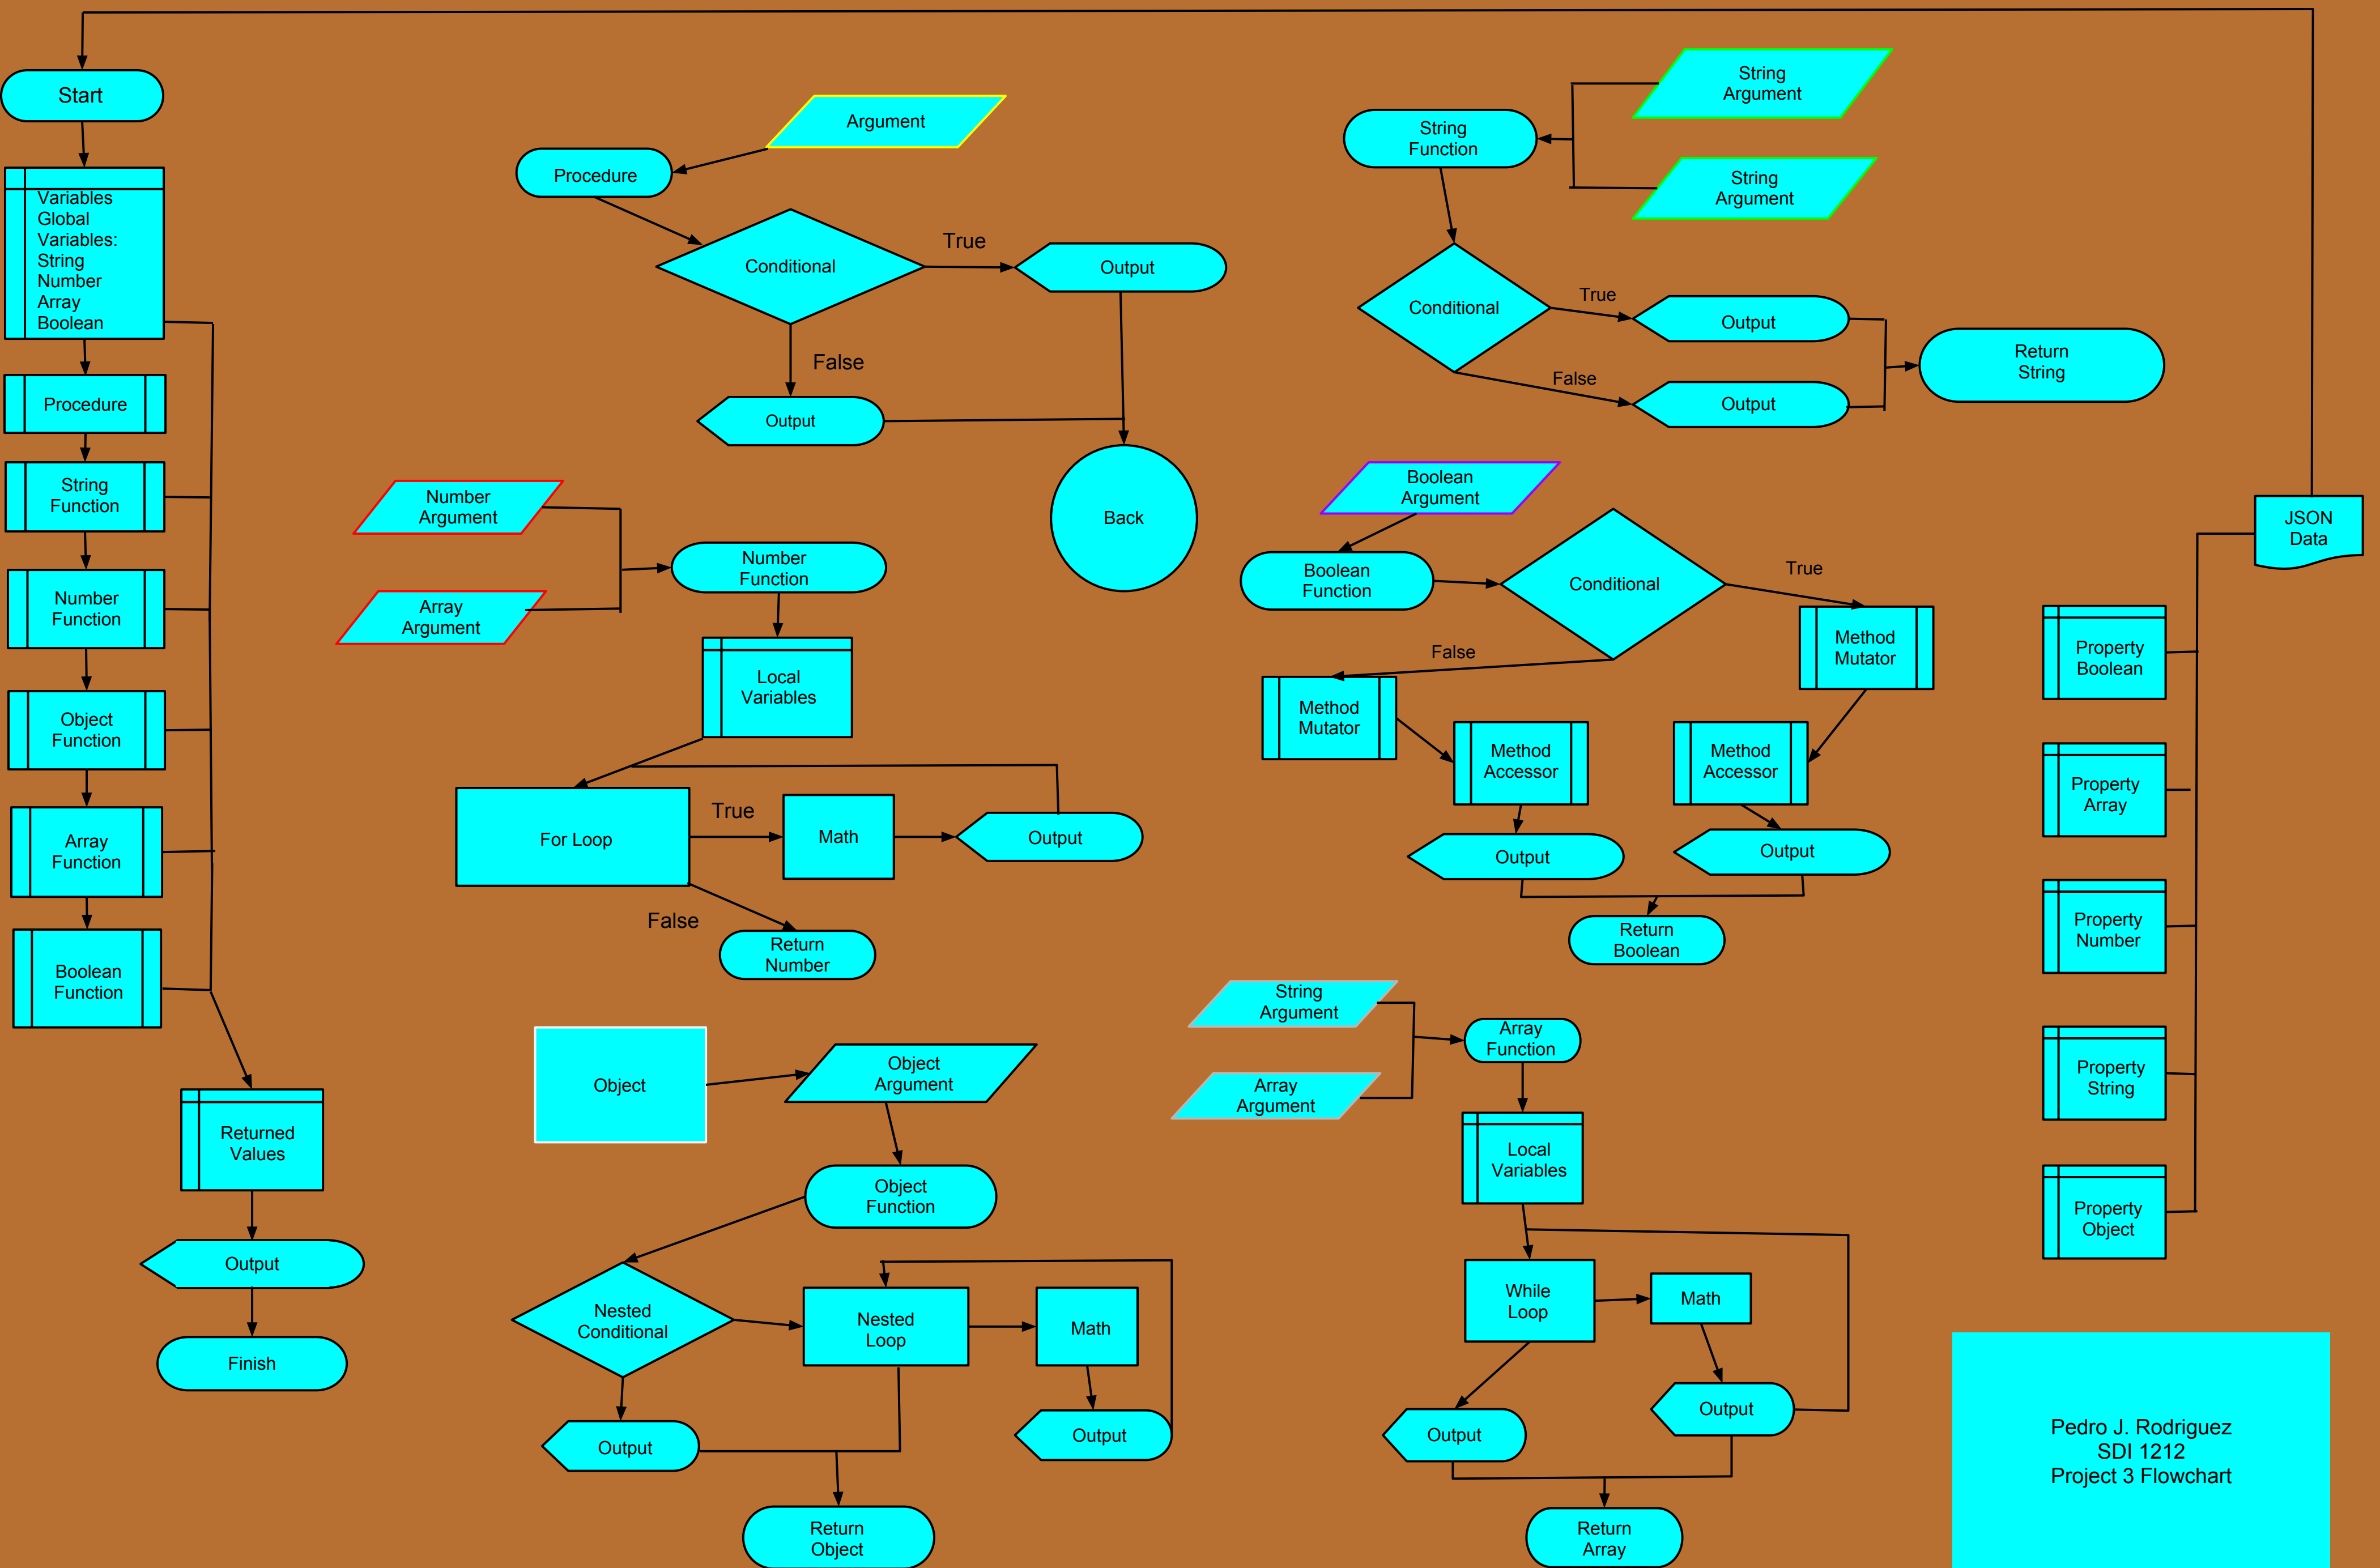 Start
Variables
Global
Variables:
String
Number
Array
Boolean
Procedure
String
Function
Number
Function
Object
Function
Array
Function
Boolean
Function
Returned
Values
Output
Finish
Argument
Procedure
Conditional
True
Output
False
Output
Back
String
Argument
String
Argument
String
Function
Conditional
True
Output
False
Output
Return
String
Number
Argument
Array
Argument
Number
Function
Local
Variables
For Loop
True
Math
Output
False
Return
Number
Boolean
Argument
Boolean
Function
Conditional
True
Method
Mutator
False
Method
Mutator
Method
Accessor
Method
Accessor
Output
Output
Return
Boolean
Object
Object
Argument
Object
Function
Nested
Conditional
Nested
Loop
Math
Output
Output
Return
Object
String
Argument
Array
Argument
Array
Function
Local
Variables
While
Loop
Math
Output
Output
Return
Array
JSON
Data
Property
Boolean
Property
Array
Property
Number
Property
String
Property
Object
Pedro J. Rodriguez
SDI 1212
Project 3 Flowchart